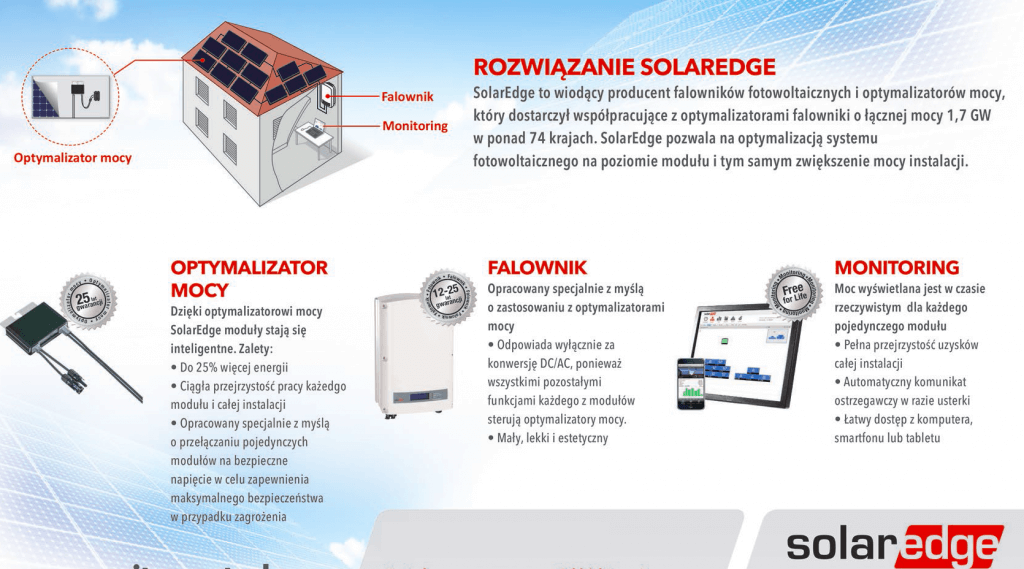 Optymalizator mocy
Falownik
Monitoring
ROZWIĄZANIE SOLAREDGE
SolarEdge to wiodący producent falowników fotowoltaicznych i optymalizatorów mocy,
który dostarczył współpracujące z optymalizatorami falowniki o łącznej mocy 1,7 GW
w ponad 74 krajach. SolarEdge pozwala na optymalizacją systemu
fotowoltaicznego na poziomie modułu i tym samym zwiększenie mocy instalacji.
25 lat
gwarancji
OPTYMALIZATOR
MOCY
Dzięki optymalizatorowi mocy
SolarEdge moduły stają się
inteligentne. Zalety:
• Do 25% więcej energii
• Ciągła przejrzystość pracy każedgo
modułu i całej instalacji
• Opracowany specjalnie z myślą
o przełączaniu pojedynczych
modułów na bezpieczne
napięcie w celu zapewnienia
maksymalnego bezpieczeństwa
w przypadku zagrożenia
12-25
gwarancji
FALOWNIK
Opracowany specjalnie z myślą
o zastosowaniu z optymalizatorami
mocy
• Odpowiada wyłącznie za
konwersję DC/AC, ponieważ
wszystkimi pozostałymi
funkcjami każdego z modułów
sterują optymalizatory mocy.
• Mały, lekki i estetyczny
Free
for Life
MONITORING
Moc wyświetlana jest w czasie
rzeczywistym dla każdego
pojedynczego modułu
• Pełna przejrzystość uzysków
całej instalacji
• Automatyczny komunikat
ostrzegawczy w razie usterki
• Łatwy dostęp z komputera,
smartfonu lub tabletu
solaredge